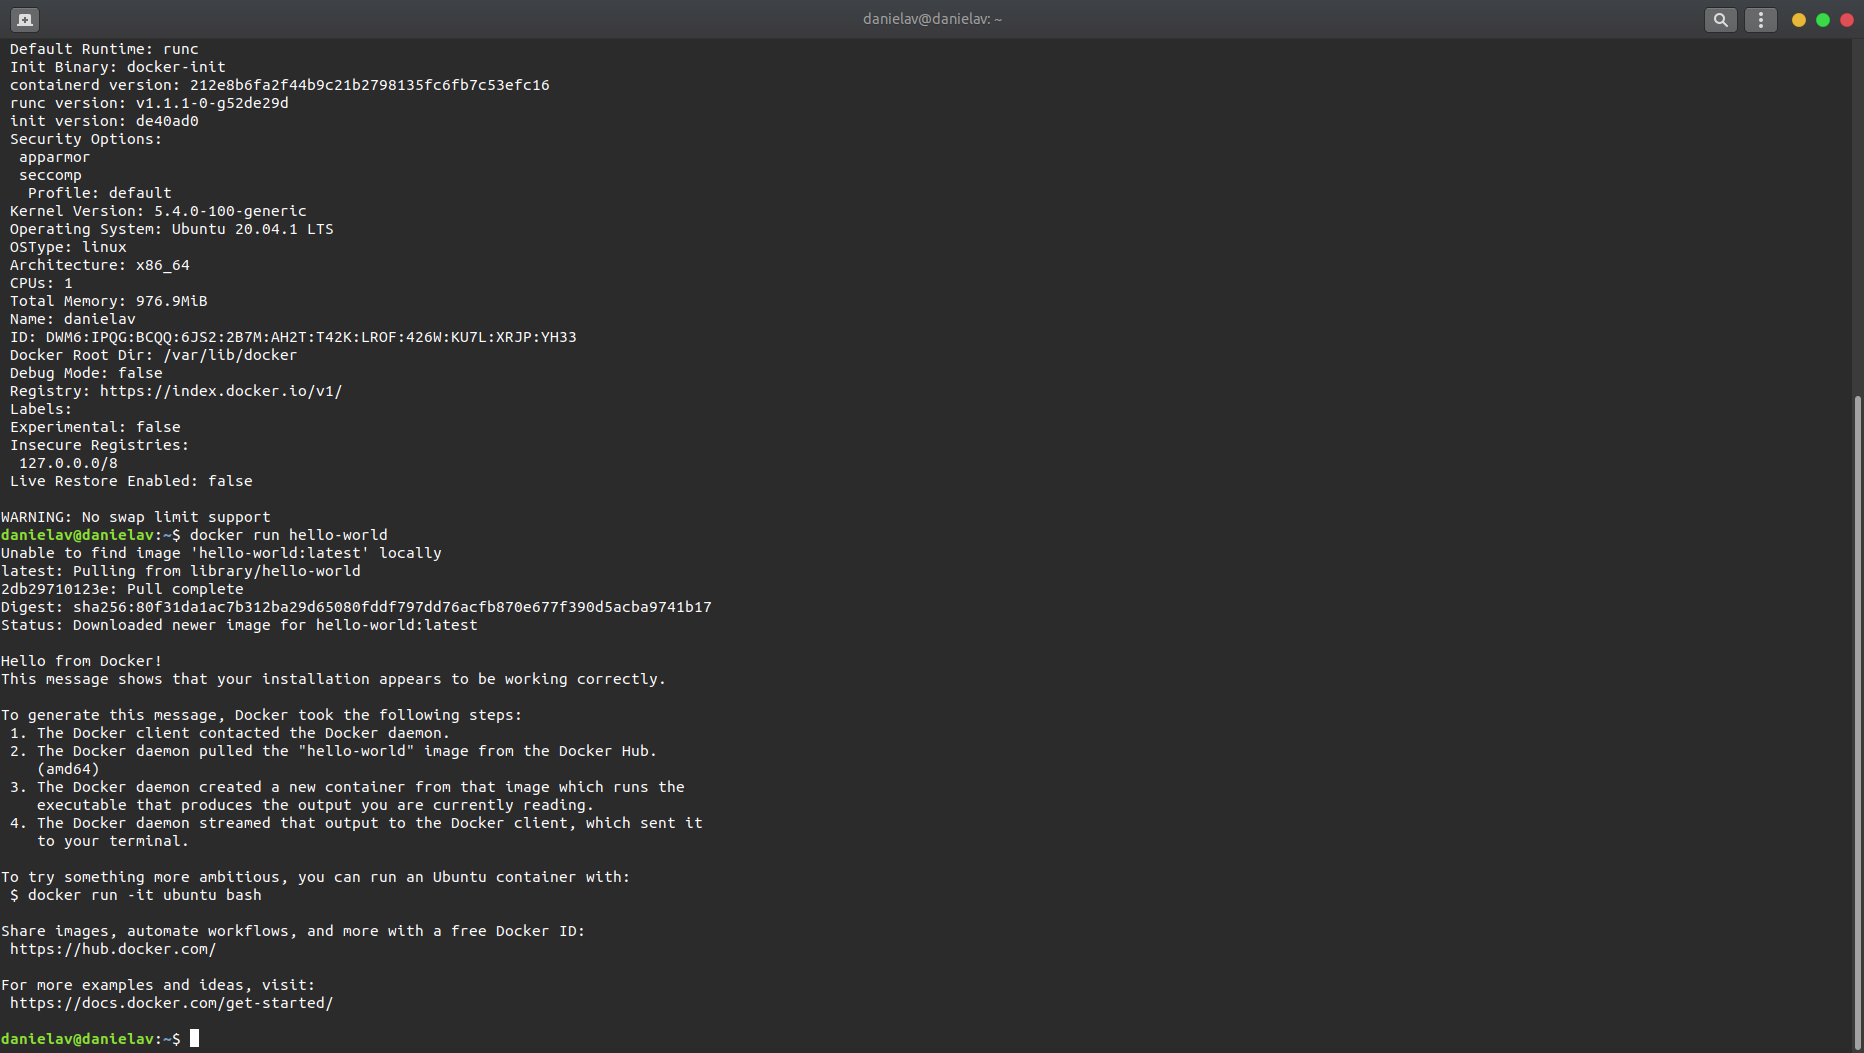 danielav@danielav: ~
Default Runtime: runc
Init Binary: docker-init
containerd version: 212e8b6fa2f44b9c21b2798135fc6fb7c53efc16
runc version: v1.1.1-0-g52de29d
init version: de40ad0
Security Options:
apparmor
seccomp
Profile: default
Kernel Version: 5.4.0-100-generic
Operating System: Ubuntu 20.04.1 LTS
OSType: linux
Architecture: x86_64
CPUs: 1
Total Memory: 976.9MiB
Name: danielav
ID: DWM6:IPQG:BCQQ:6JS2:2B7M:AH2T:T42K:LROF:426W:KU7L:XRJP:YH33
Docker Root Dir: /var/lib/docker
Debug Mode: false
Registry: https://index.docker.io/v1/
Labels:
Experimental: false
Insecure Registries:
127.0.0.0/8
Live Restore Enabled: false
WARNING: No swap limit support
danielav@danielav:~$ docker run hello-world
Unable to find image 'hello-world:latest' locally
latest: Pulling from library/hello-world
2db29710123e: Pull complete
Digest: sha256:80f31da1ac7b312ba29d65080fddf797dd76acfb870e677f390d5acba9741b17
Status: Downloaded newer image for hello-world:latest
Hello from Docker!
This message shows that your installation appears to be working correctly.
To generate this message, Docker took the following steps:
1. The Docker client contacted the Docker daemon.
2. The Docker daemon pulled the "hello-world" image from the Docker Hub.
(amd64)
3. The Docker daemon created a new container from that image which runs the
executable that produces the output you are currently reading.
4. The Docker daemon streamed that output to the Docker client, which sent it
to your terminal.
To try something more ambitious, you can run an Ubuntu container with:
$ docker run -it ubuntu bash
Share images, automate workflows, and more with a free Docker ID:
https://hub.docker.com/
For more examples and ideas, visit:
https://docs.docker.com/get-started/
danielav@danielav:~$